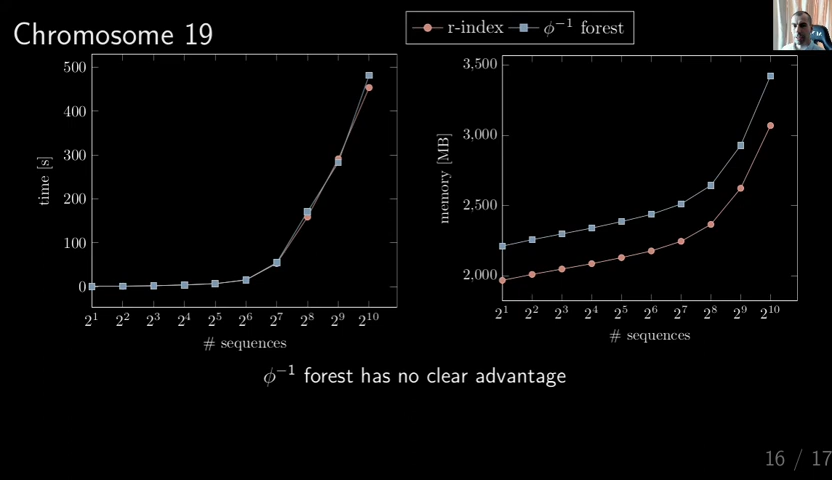 Chromosome 19
r-index ϕ⁻¹ forest
500
400
300
200
100
0
time [s]
2¹ 2² 2³ 2⁴ 2⁵ 2⁶ 2⁷ 2⁸ 2⁹ 2¹⁰
# sequences
3,500
3,000
2,500
2,000
memory [MB]
2¹ 2² 2³ 2⁴ 2⁵ 2⁶ 2⁷ 2⁸ 2⁹ 2¹⁰
# sequences
ϕ⁻¹ forest has no clear advantage
16 / 17